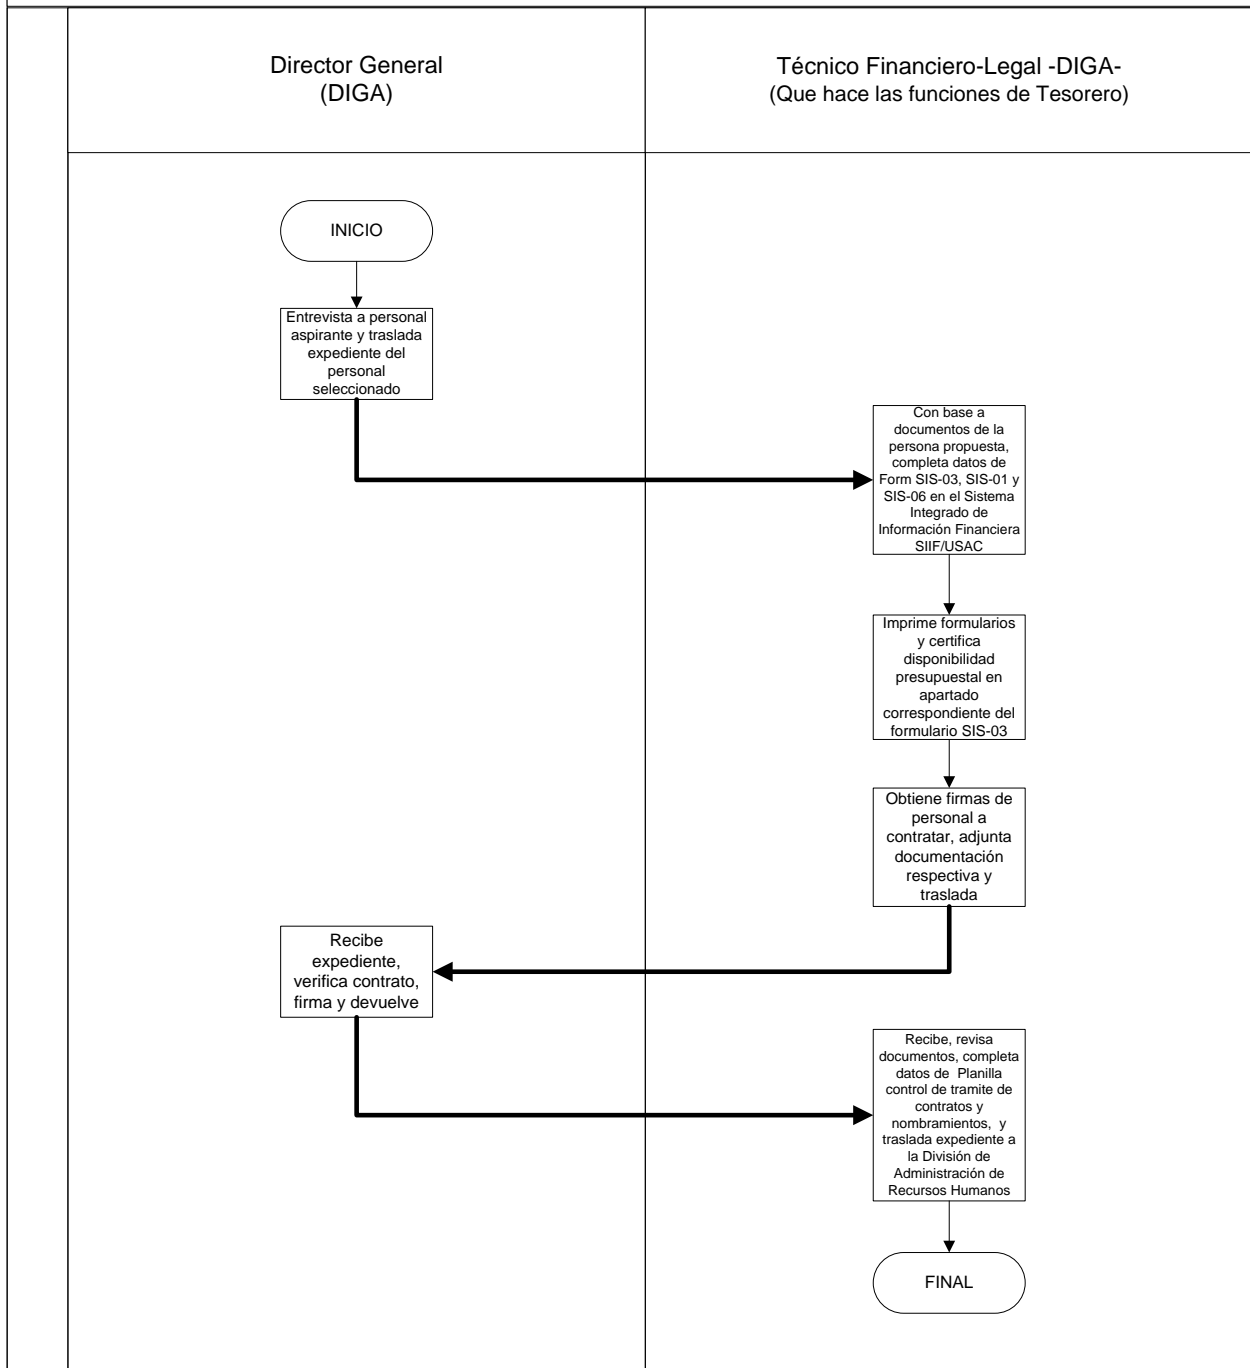 Director General
(DIGA)
Técnico Financiero-Legal -DIGA-
(Que hace las funciones de Tesorero)
INICIO
Entrevista a personal
aspirante y traslada
expediente del
personal
seleccionado
Con base a
documentos de la
persona propuesta,
completa datos de
Form SIS-03, SIS-01 y
SIS-06 en el Sistema
Integrado de
Información Financiera
SIIF/USAC
Imprime formularios
y certifica
disponibilidad
presupuestal en
apartado
correspondiente del
formulario SIS-03
Obtiene firmas de
personal a
contratar, adjunta
documentación
respectiva y
traslada
Recibe
expediente,
verifica contrato,
firma y devuelve
Recibe, revisa
documentos, completa
datos de Planilla
control de tramite de
contratos y
nombramientos, y
traslada expediente a
la División de
Administración de
Recursos Humanos
FINAL